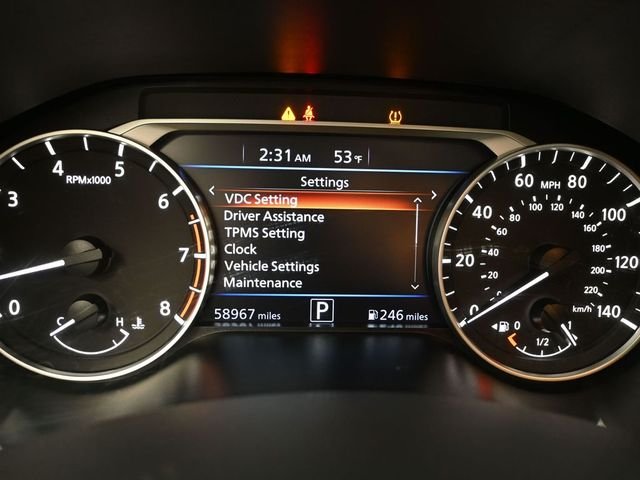 2:31 AM 53°F
Settings
VDC Setting
Driver Assistance
TPMS Setting
Clock
Vehicle Settings
Maintenance
58967 miles P 246 miles
0 3 4 5 6 7 8
RPMx1000
C H
0 20 40 60 MPH 80 100 120 140
20 40 60 80 100 120 140 160 180 200 220
km/h
0 1/2 1